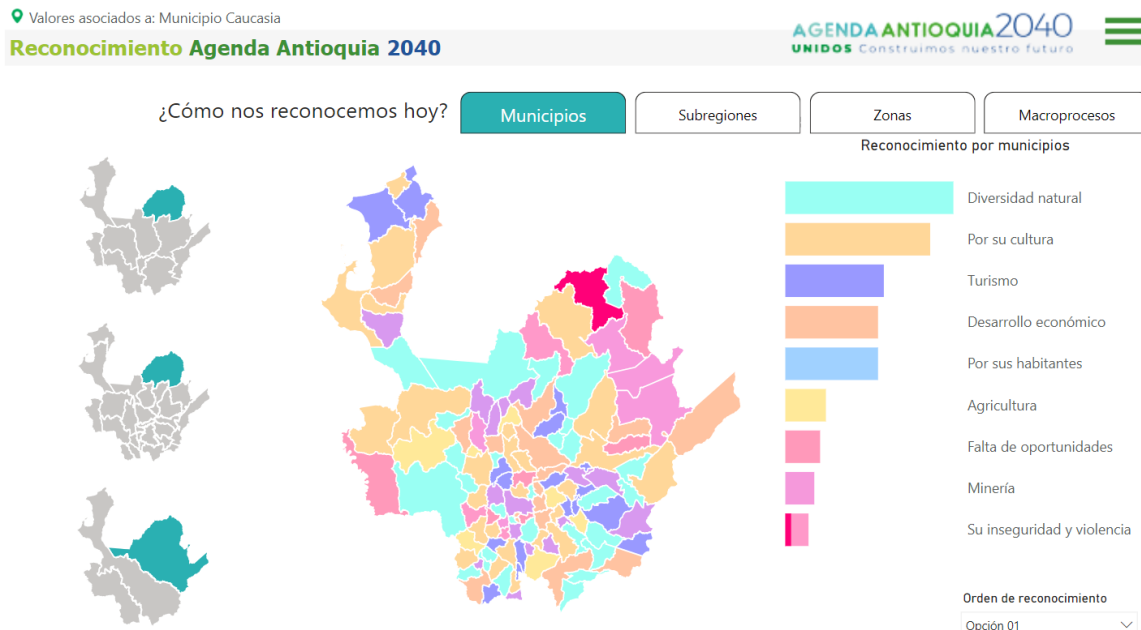 Valores asociados a: Municipio Caucasia
Reconocimiento Agenda Antioquia 2040
AGENDA ANTIOQUIA 2040
UNIDOS Construimos nuestro futuro
¿Cómo nos reconocemos hoy?
Municipios
Subregiones
Zonas
Macroprocesos
Reconocimiento por municipios
Diversidad natural
Por su cultura
Turismo
Desarrollo económico
Por sus habitantes
Agricultura
Falta de oportunidades
Minería
Su inseguridad y violencia
Orden de reconocimiento
Opción 01